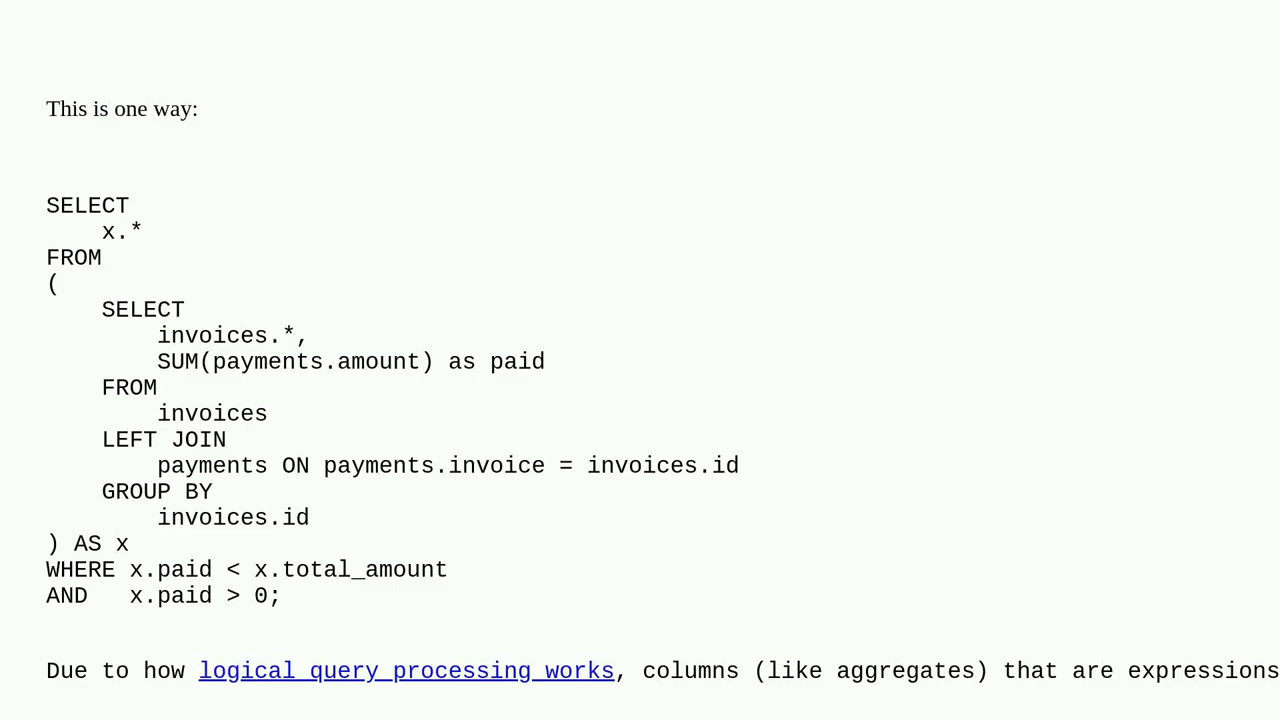 This is one way:
SELECT
    x.*
FROM
(
    SELECT
        invoices.*,
        SUM(payments.amount) as paid
    FROM
        invoices
    LEFT JOIN
        payments ON payments.invoice = invoices.id
    GROUP BY
        invoices.id
) AS x
WHERE x.paid < x.total_amount
AND   x.paid > 0;
Due to how logical query processing works, columns (like aggregates) that are expressions